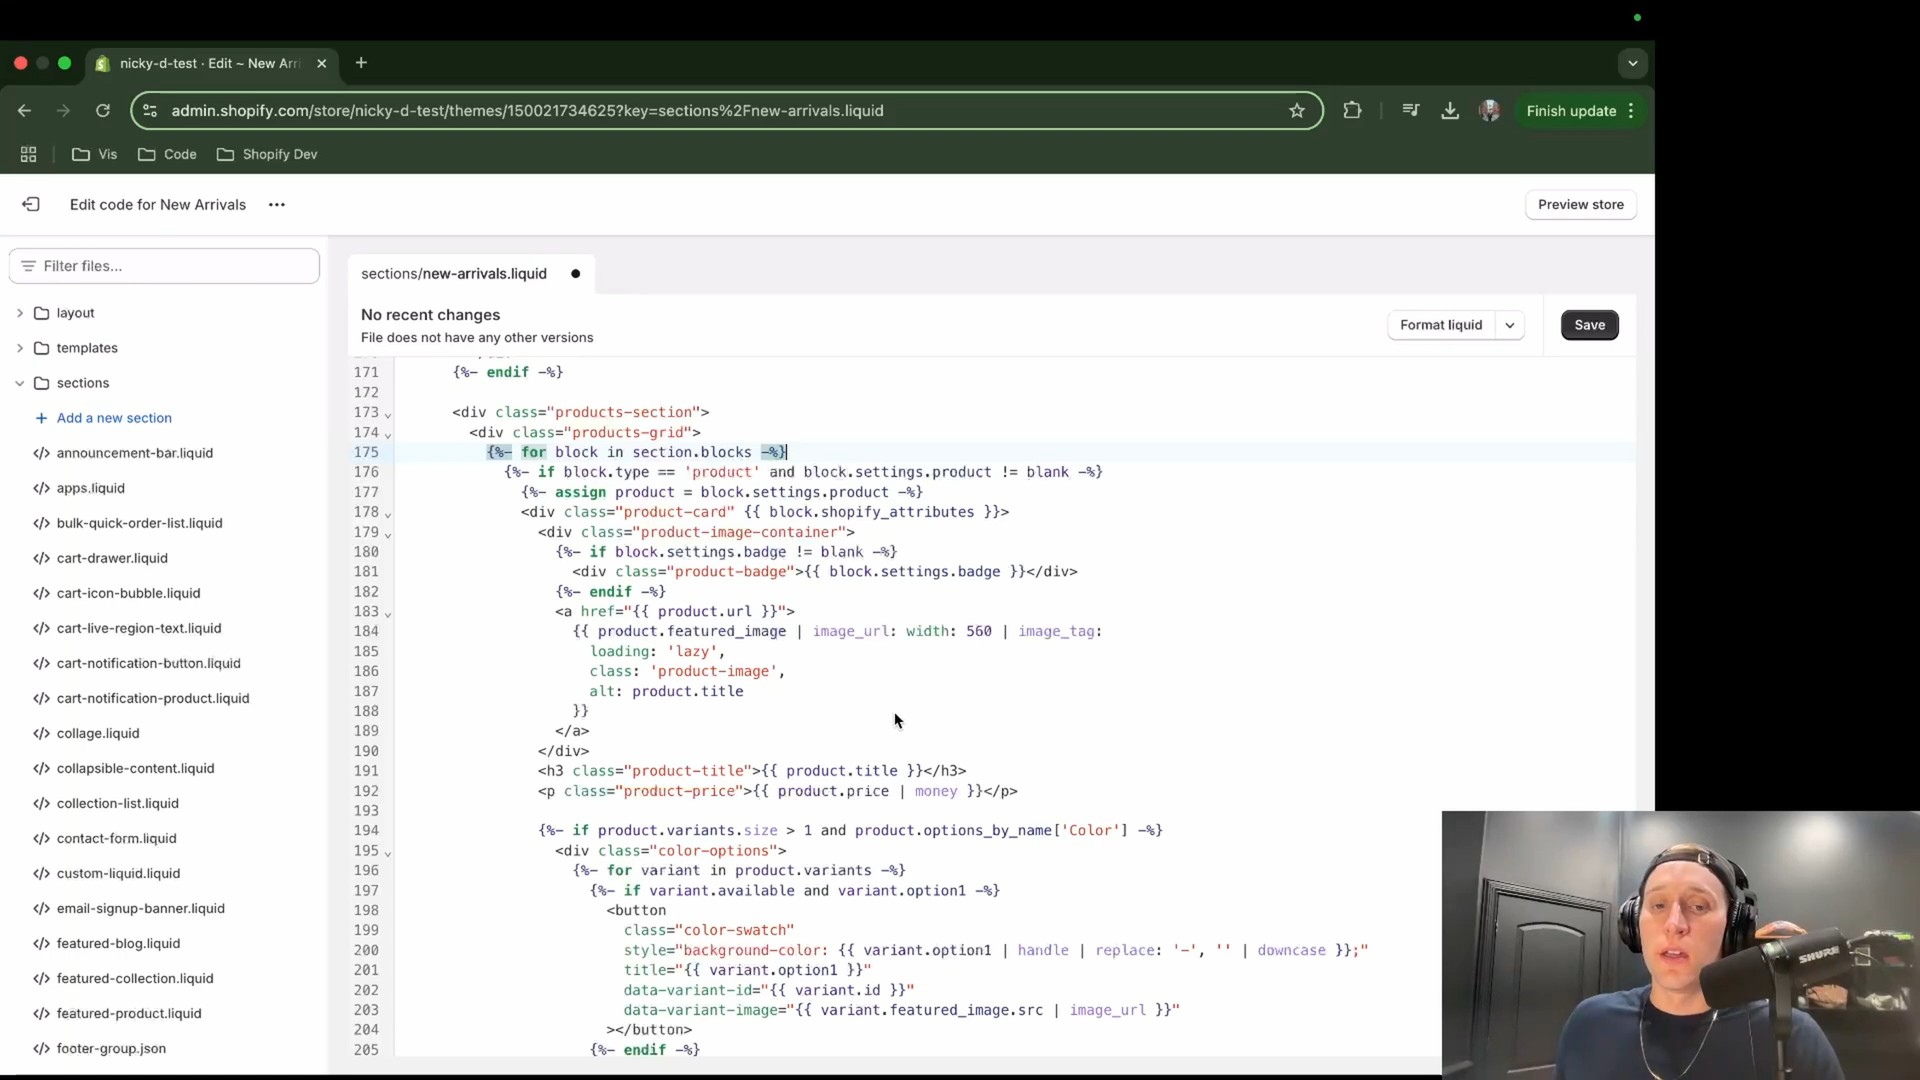 nicky-d-test · Edit ~ New Arri
admin.shopify.com/store/nicky-d-test/themes/150021734625?key=sections%2Fnew-arrivals.liquid
Finish update
Vis
Code
Shopify Dev
Edit code for New Arrivals
Preview store
Filter files...
layout
templates
sections
Add a new section
announcement-bar.liquid
apps.liquid
bulk-quick-order-list.liquid
cart-drawer.liquid
cart-icon-bubble.liquid
cart-live-region-text.liquid
cart-notification-button.liquid
cart-notification-product.liquid
collage.liquid
collapsible-content.liquid
collection-list.liquid
contact-form.liquid
custom-liquid.liquid
email-signup-banner.liquid
featured-blog.liquid
featured-collection.liquid
featured-product.liquid
footer-group.json
sections/new-arrivals.liquid
No recent changes
File does not have any other versions
Format liquid
Save
171 {%- endif -%}
172
173 <div class="products-section">
174 <div class="products-grid">
175 {%- for block in section.blocks -%}
176 {%- if block.type == 'product' and block.settings.product != blank -%}
177 {%- assign product = block.settings.product -%}
178 <div class="product-card" {{ block.shopify_attributes }}>
179 <div class="product-image-container">
180 {%- if block.settings.badge != blank -%}
181 <div class="product-badge">{{ block.settings.badge }}</div>
182 {%- endif -%}
183 <a href="{{ product.url }}">
184 {{ product.featured_image | image_url: width: 560 | image_tag:
185 loading: 'lazy',
186 class: 'product-image',
187 alt: product.title
188 }}
189 </a>
190 </div>
191 <h3 class="product-title">{{ product.title }}</h3>
192 <p class="product-price">{{ product.price | money }}</p>
193
194 {%- if product.variants.size > 1 and product.options_by_name['Color'] -%}
195 <div class="color-options">
196 {%- for variant in product.variants -%}
197 {%- if variant.available and variant.option1 -%}
198 <button
199 class="color-swatch"
200 style="background-color: {{ variant.option1 | handle | replace: '-', '' | downcase }};"
201 title="{{ variant.option1 }}"
202 data-variant-id="{{ variant.id }}"
203 data-variant-image="{{ variant.featured_image.src | image_url }}"
204 ></button>
205 {%- endif -%}
SHURE